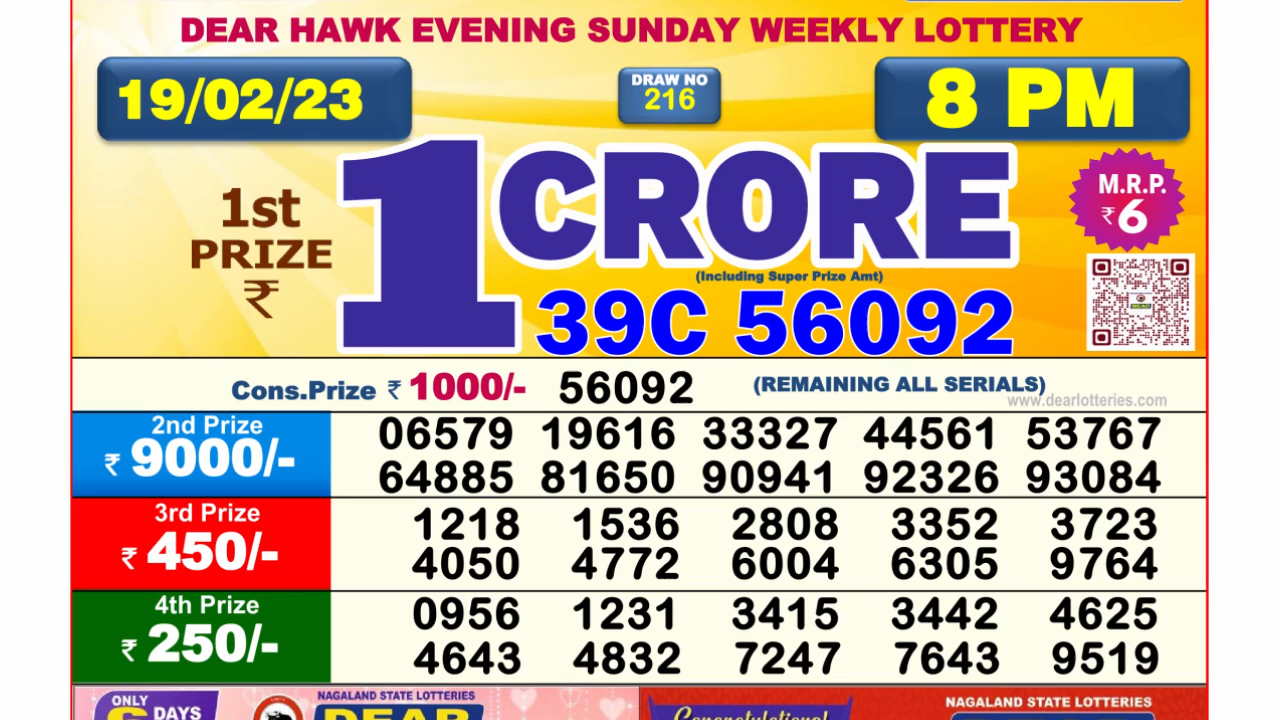 DEAR HAWK EVENING SUNDAY WEEKLY LOTTERY
19/02/23
DRAW NO
216
8 PM
1st
PRIZE
₹
1 CRORE
(Including Super Prize Amt)
39C 56092
M.R.P.
₹ 6
DEAR
Cons.Prize ₹ 1000/- 56092 (REMAINING ALL SERIALS)
www.dearlotteries.com
2nd Prize
₹ 9000/-
06579 19616 33327 44561 53767
64885 81650 90941 92326 93084
3rd Prize
₹ 450/-
1218 1536 2808 3352 3723
4050 4772 6004 6305 9764
4th Prize
₹ 250/-
0956 1231 3415 3442 4625
4643 4832 7247 7643 9519
ONLY
6 DAYS
NAGALAND STATE LOTTERIES
DEAR
Congratulations!
NAGALAND STATE LOTTERIES